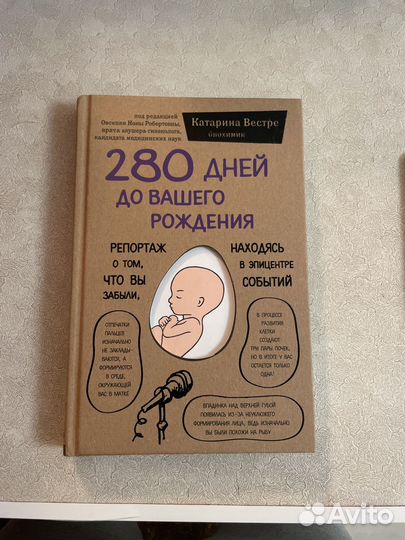 под редакцией
Овсепян Нонны Робертовны,
врача акушера-гинеколога,
кандидата медицинских наук
Катарина Вестре
биохимик
280 ДНЕЙ
ДО ВАШЕГО
РОЖДЕНИЯ
РЕПОРТАЖ
О ТОМ,
ЧТО ВЫ
ЗАБЫЛИ,
НАХОДЯСЬ
В ЭПИЦЕНТРЕ
СОБЫТИЙ
ОТПЕЧАТКИ
ПАЛЬЦЕВ
ИЗНАЧАЛЬНО
НЕ ЗАКЛАДЫ-
ВАЮТСЯ, А
ФОРМИРУЮТСЯ
В СРЕДЕ,
ОКРУЖАЮЩЕЙ
ВАС В МАТКЕ
В ПРОЦЕССЕ
РАЗВИТИЯ
КЛЕТКИ
СОЗДАЮТ
ТРИ ПАРЫ ПОЧЕК,
НО В ИТОГЕ У ВАС
ОСТАЕТСЯ ТОЛЬКО
ОДНА!
ВПАДИНКА НАД ВЕРХНЕЙ ГУБОЙ
ПОЯВИЛАСЬ ИЗ-ЗА НЕУКЛЮЖЕГО
ФОРМИРОВАНИЯ ЛИЦА, ВЕДЬ ИЗНАЧАЛЬНО
ВЫ БЫЛИ ПОХОЖИ НА РЫБУ
Avito